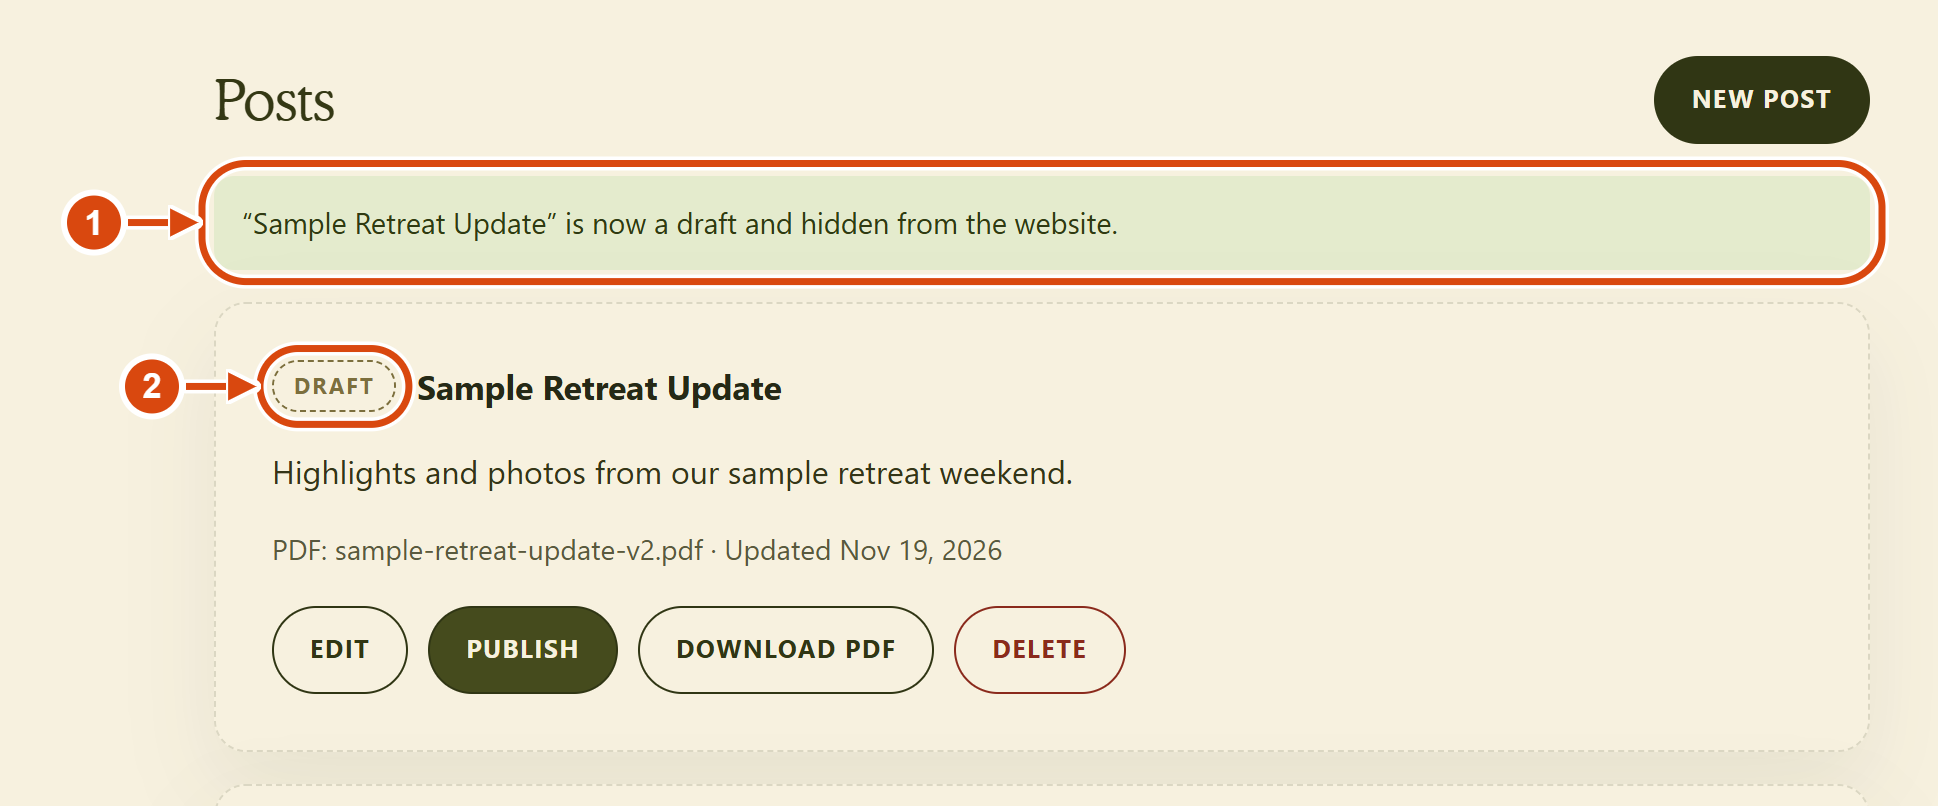 Posts
NEW POST
1
“Sample Retreat Update” is now a draft and hidden from the website.
2
DRAFT Sample Retreat Update
Highlights and photos from our sample retreat weekend.
PDF: sample-retreat-update-v2.pdf · Updated Nov 19, 2026
EDIT PUBLISH DOWNLOAD PDF DELETE